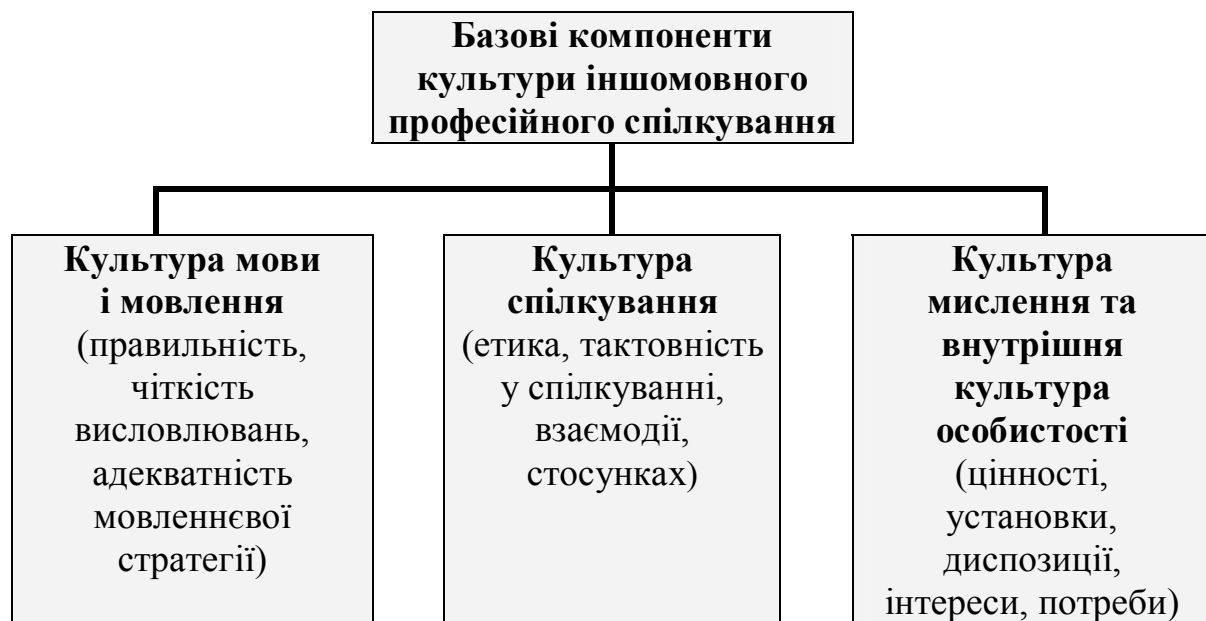 Базові компоненти
культури іншомовного
професійного спілкування
Культура мови
і мовлення
(правильність,
чіткість
висловлювань,
адекватність
мовленнєвої
стратегії)
Культура
спілкування
(етика, тактовність
у спілкуванні,
взаємодії,
стосунках)
Культура
мислення та
внутрішня
культура
особистості
(цінності,
установки,
диспозиції,
інтереси, потреби)